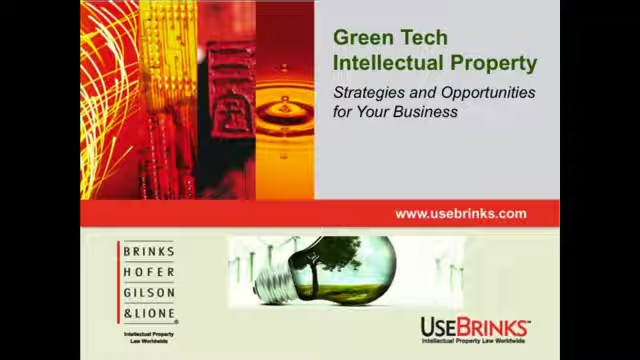 Green Tech
Intellectual Property
Strategies and Opportunities
for Your Business
www.usebrinks.com
BRINKS
HOFER
GILSON
& LIONE®
Intellectual Property
Law Worldwide
USEBRINKS™
Intellectual Property Law Worldwide